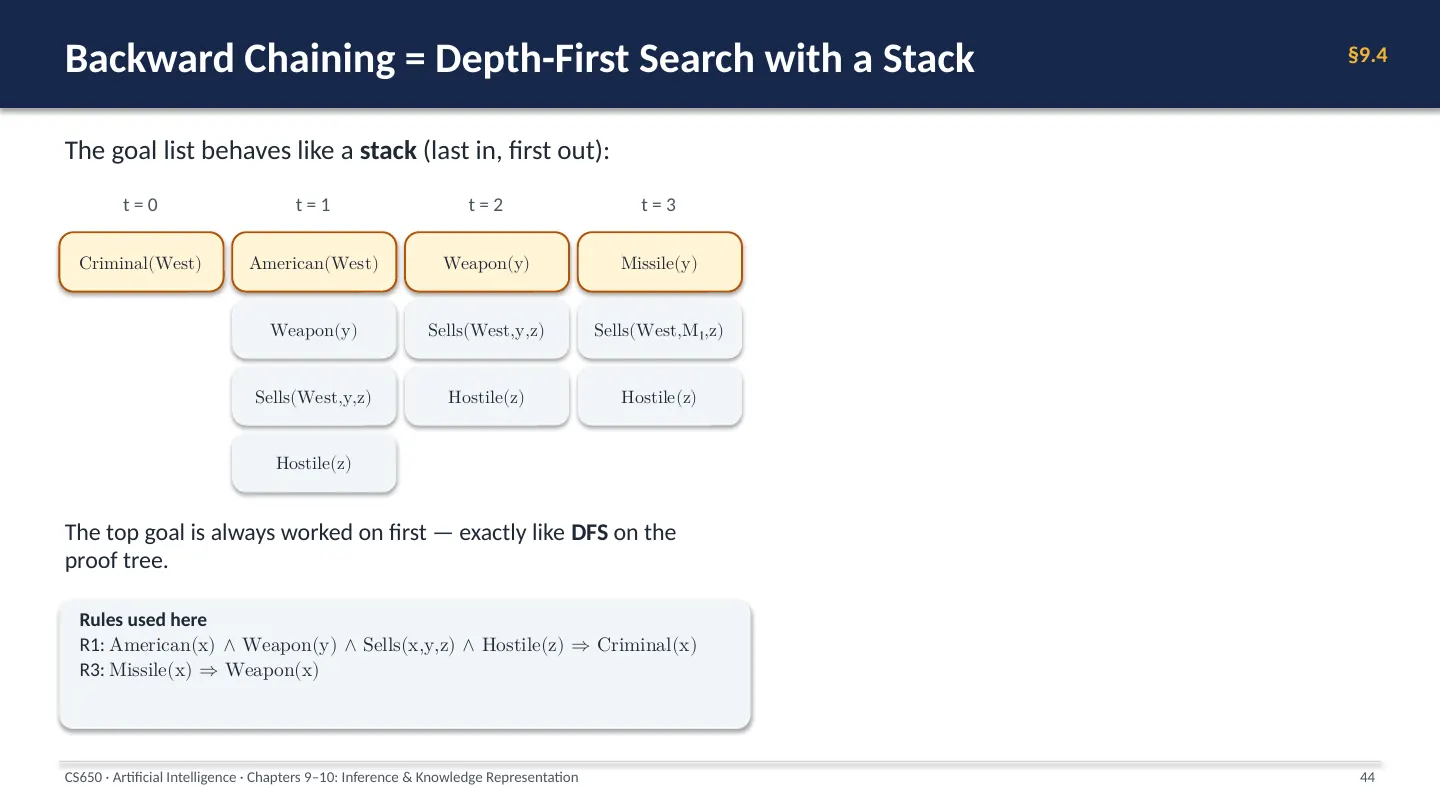 Backward Chaining = Depth-First Search with a Stack
§9.4
The goal list behaves like a stack (last in, first out):
t = 0 t = 1 t = 2 t = 3
Criminal(West) American(West) Weapon(y) Missile(y)
Weapon(y) Sells(West,y,z) Sells(West,M₁,z)
Sells(West,y,z) Hostile(z) Hostile(z)
Hostile(z)
The top goal is always worked on first — exactly like DFS on the
proof tree.
Rules used here
R1: American(x) ∧ Weapon(y) ∧ Sells(x,y,z) ∧ Hostile(z) ⇒ Criminal(x)
R3: Missile(x) ⇒ Weapon(x)
CS650 · Artificial Intelligence · Chapters 9–10: Inference & Knowledge Representation
44